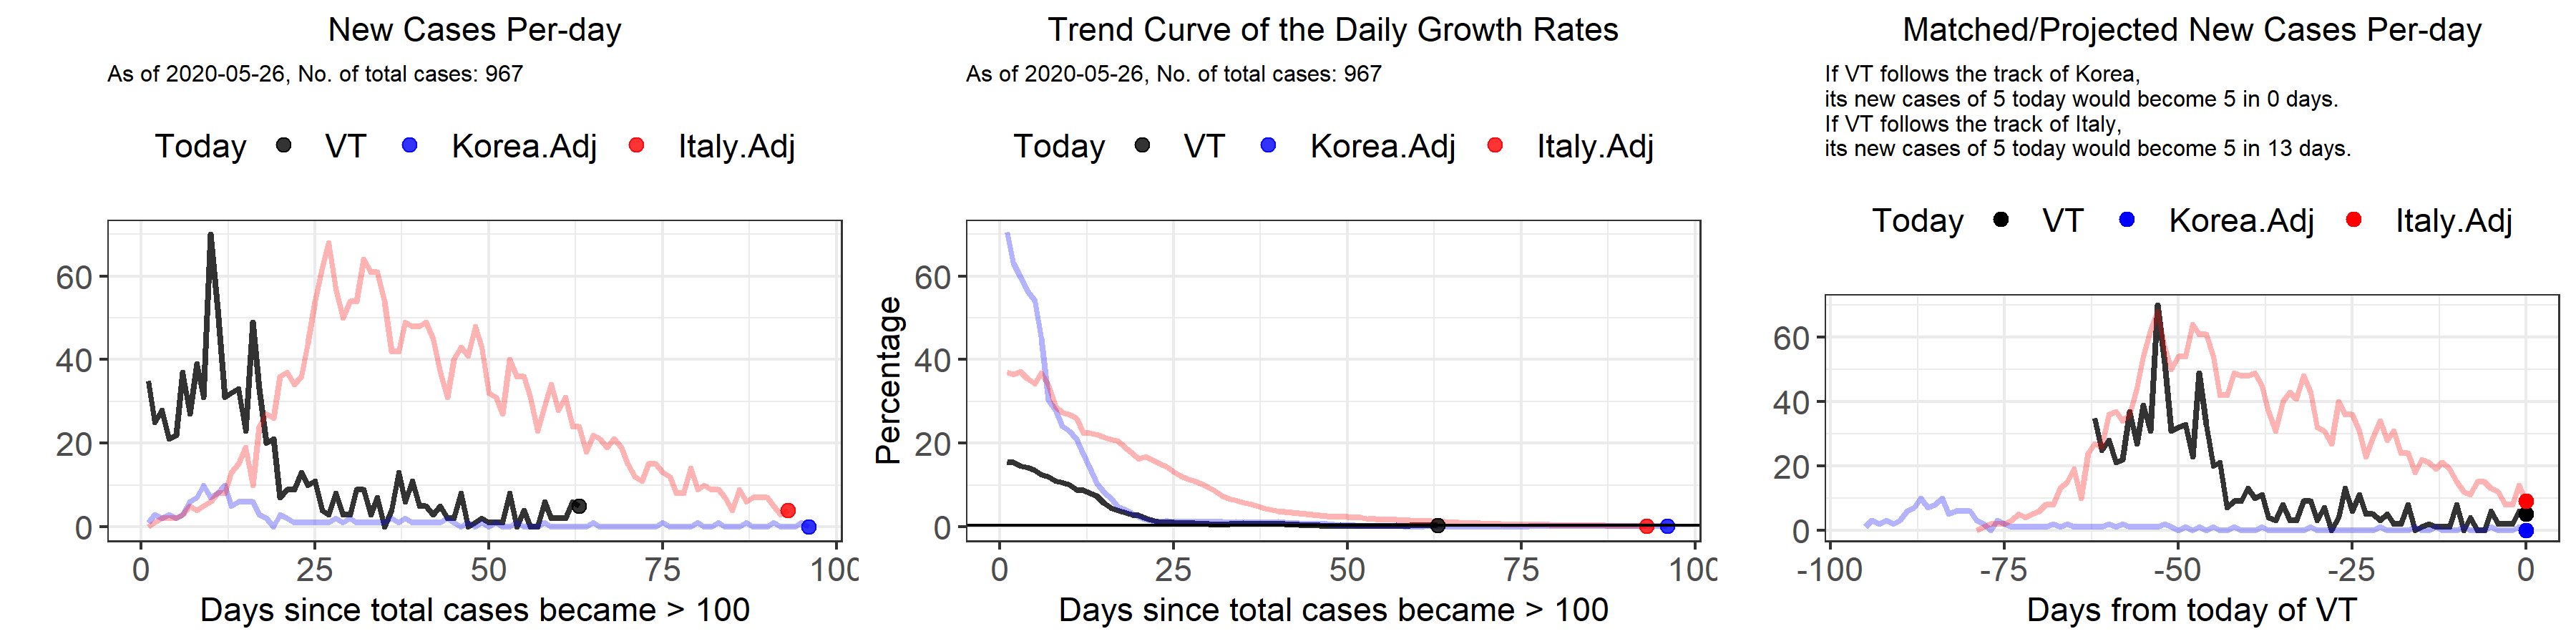 New Cases Per-day
As of 2020-05-26, No. of total cases: 967
Today VT Korea.Adj Italy.Adj
60
40
20
0
0 25 50 75 100
Days since total cases became > 100
Trend Curve of the Daily Growth Rates
As of 2020-05-26, No. of total cases: 967
Today VT Korea.Adj Italy.Adj
Percentage
60
40
20
0
0 25 50 75 100
Days since total cases became > 100
Matched/Projected New Cases Per-day
If VT follows the track of Korea,
its new cases of 5 today would become 5 in 0 days.
If VT follows the track of Italy,
its new cases of 5 today would become 5 in 13 days.
Today VT Korea.Adj Italy.Adj
60
40
20
0
-100 -75 -50 -25 0
Days from today of VT